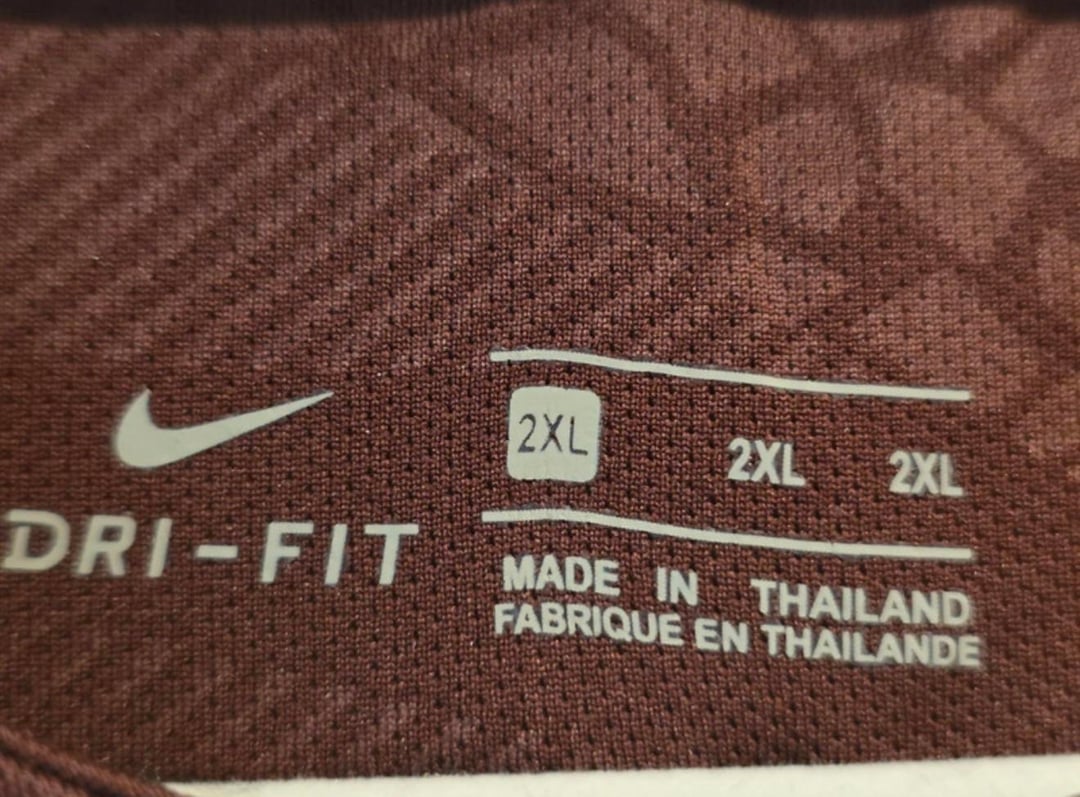 DRI-FIT
2XL 2XL 2XL
MADE IN THAILAND
FABRIQUE EN THAILANDE